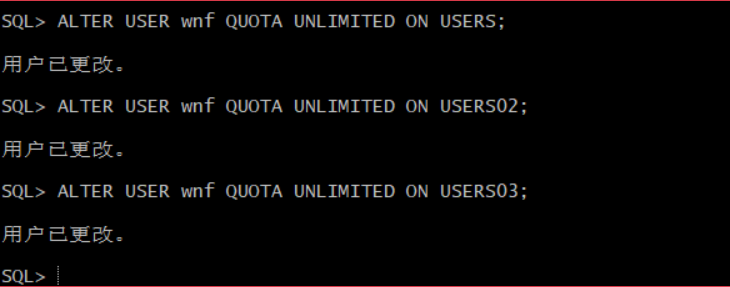 SQL> ALTER USER wnf QUOTA UNLIMITED ON USERS;
用户已更改。
SQL> ALTER USER wnf QUOTA UNLIMITED ON USERS02;
用户已更改。
SQL> ALTER USER wnf QUOTA UNLIMITED ON USERS03;
用户已更改。
SQL>